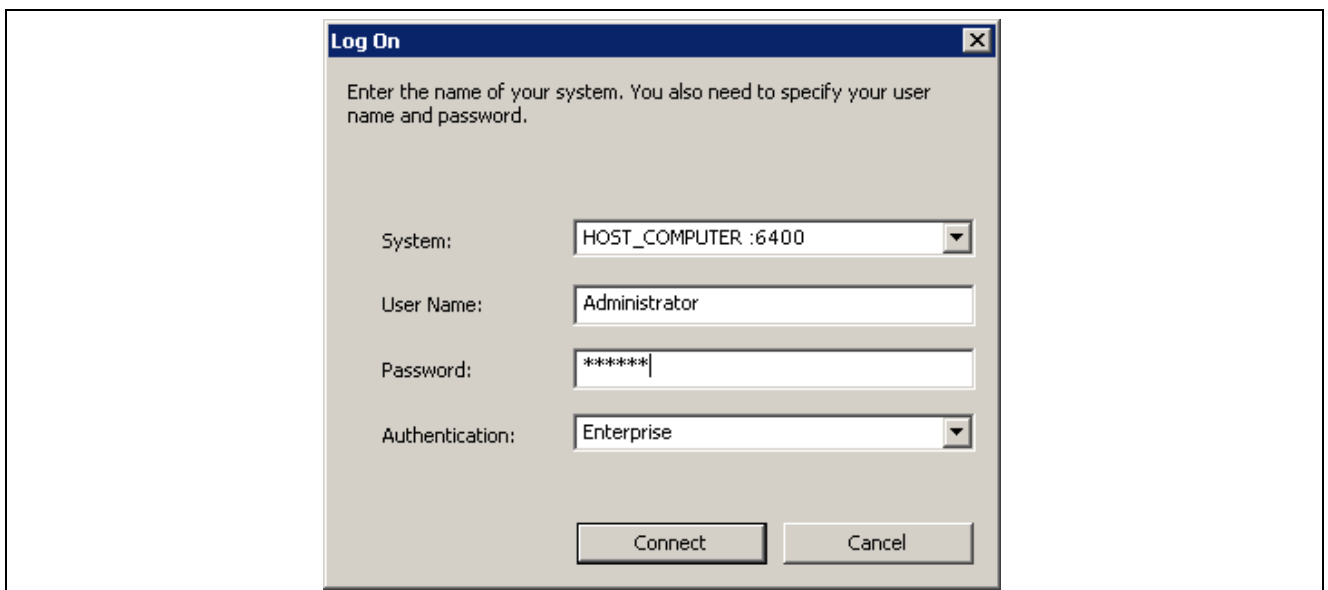 Log On
Enter the name of your system. You also need to specify your user
name and password.
System: HOST_COMPUTER :6400
User Name: Administrator
Password: ******
Authentication: Enterprise
Connect Cancel